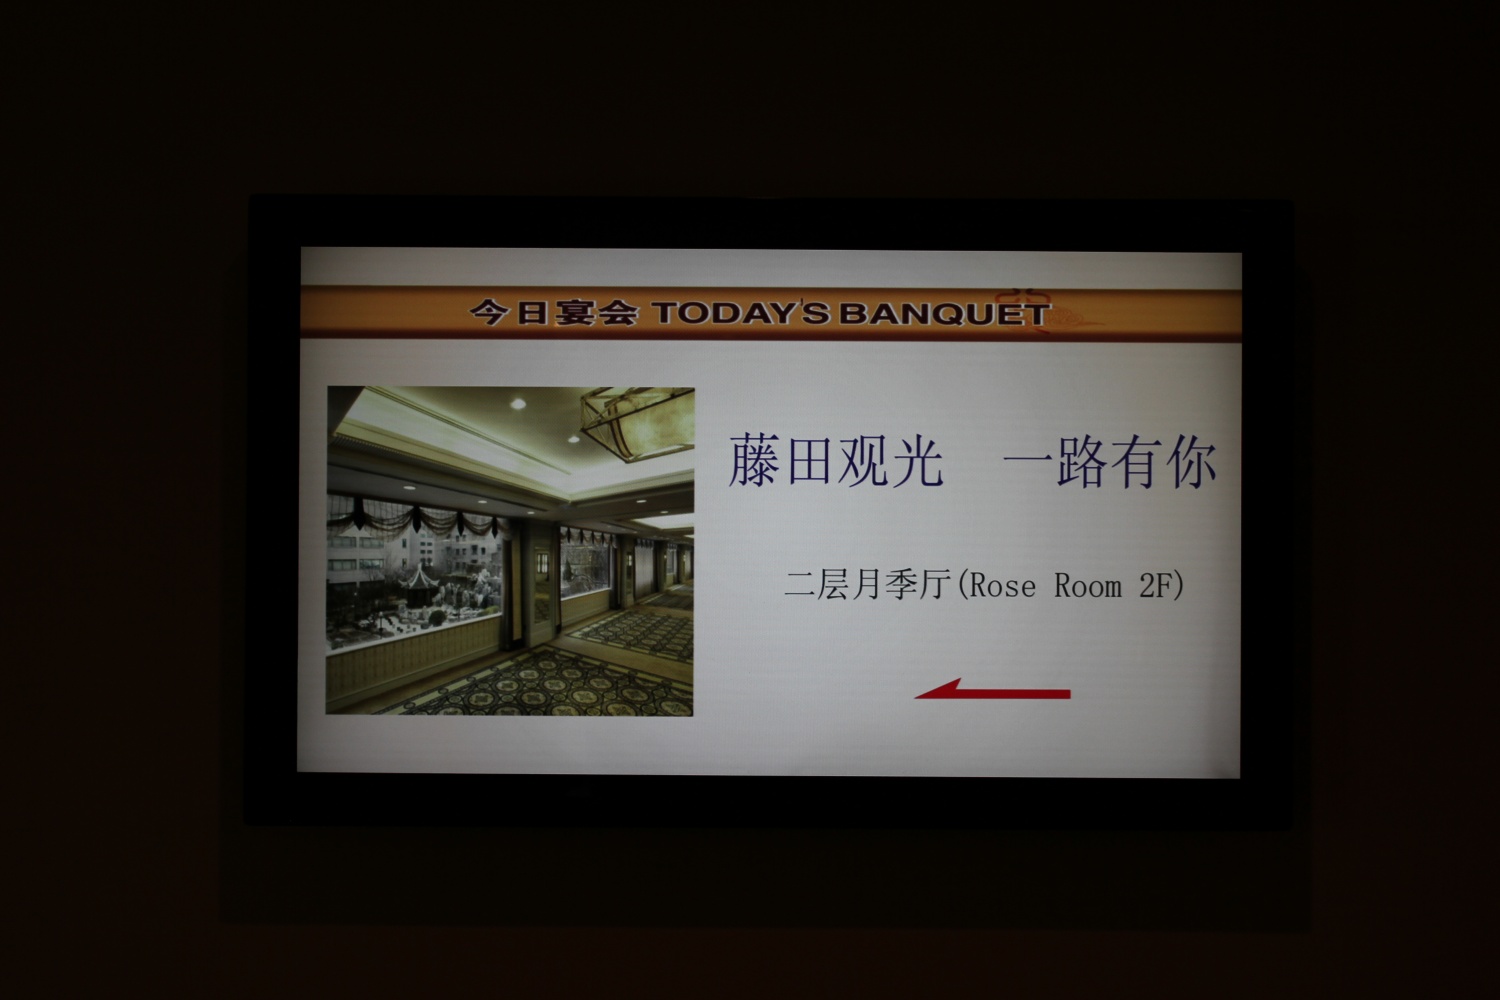 今日宴会 TODAY'S BANQUET
藤田观光 一路有你
二层月季厅(Rose Room 2F)